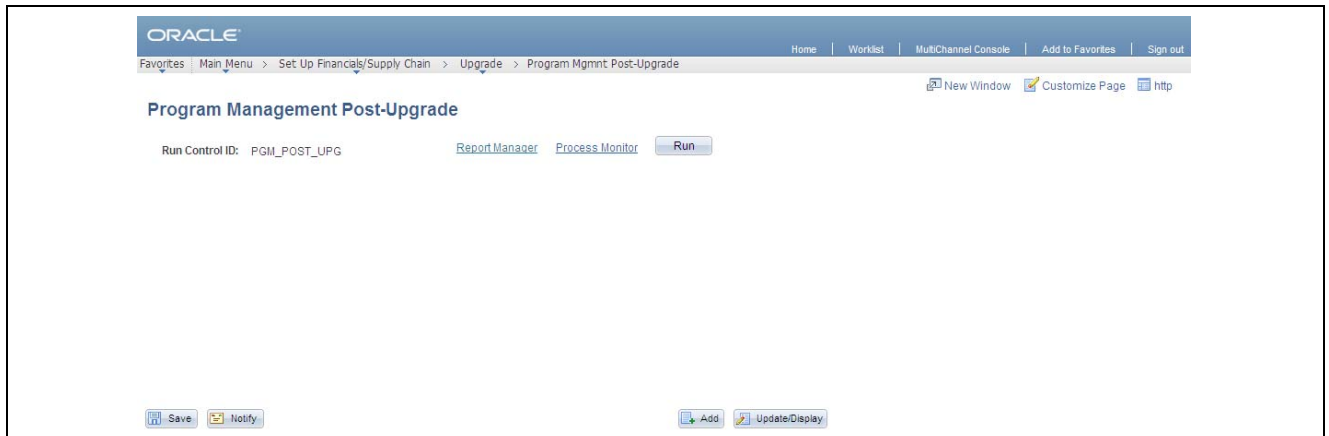 ORACLE
Home | Worklist | MultiChannel Console | Add to Favorites | Sign out
Favorites | Main Menu > Set Up Financials/Supply Chain > Upgrade > Program Mgmnt Post-Upgrade
New Window Customize Page http
Program Management Post-Upgrade
Run Control ID: PGM_POST_UPG Report Manager Process Monitor Run
Save Notify Add Update/Display